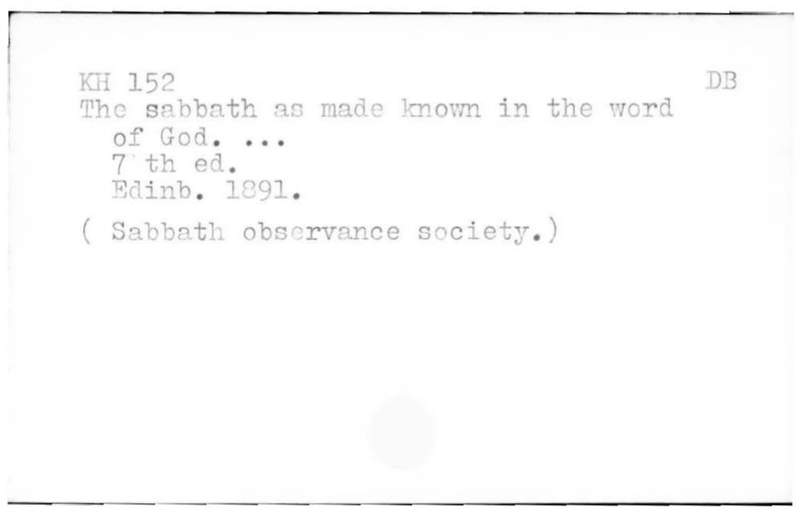 KH 152 DB
The sabbath as made known in the word
of God. ...
7 th ed.
Edinb. 1891.
( Sabbath observance society.)